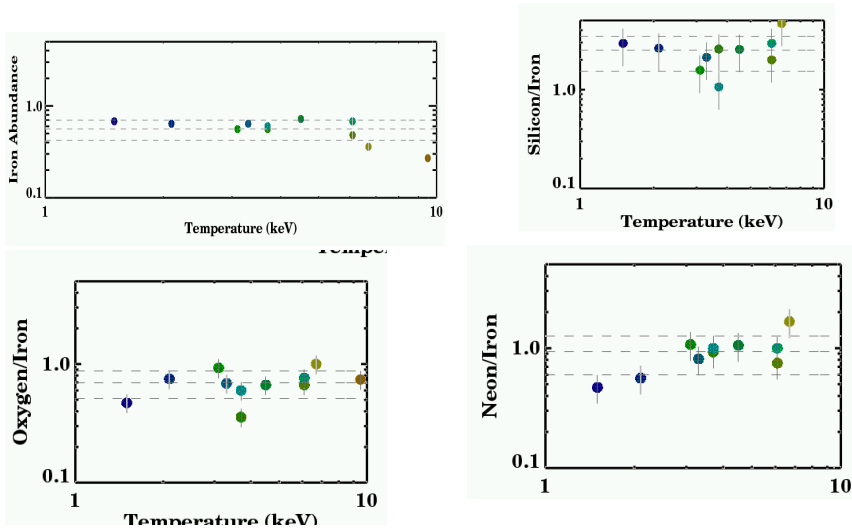 Iron Abundance
1.0
0.1
1
10
Temperature (keV)
Silicon/Iron
1.0
0.1
1
10
Temperature (keV)
Oxygen/Iron
1.0
0.1
1
10
Temperature (keV)
Neon/Iron
1.0
0.1
1
10